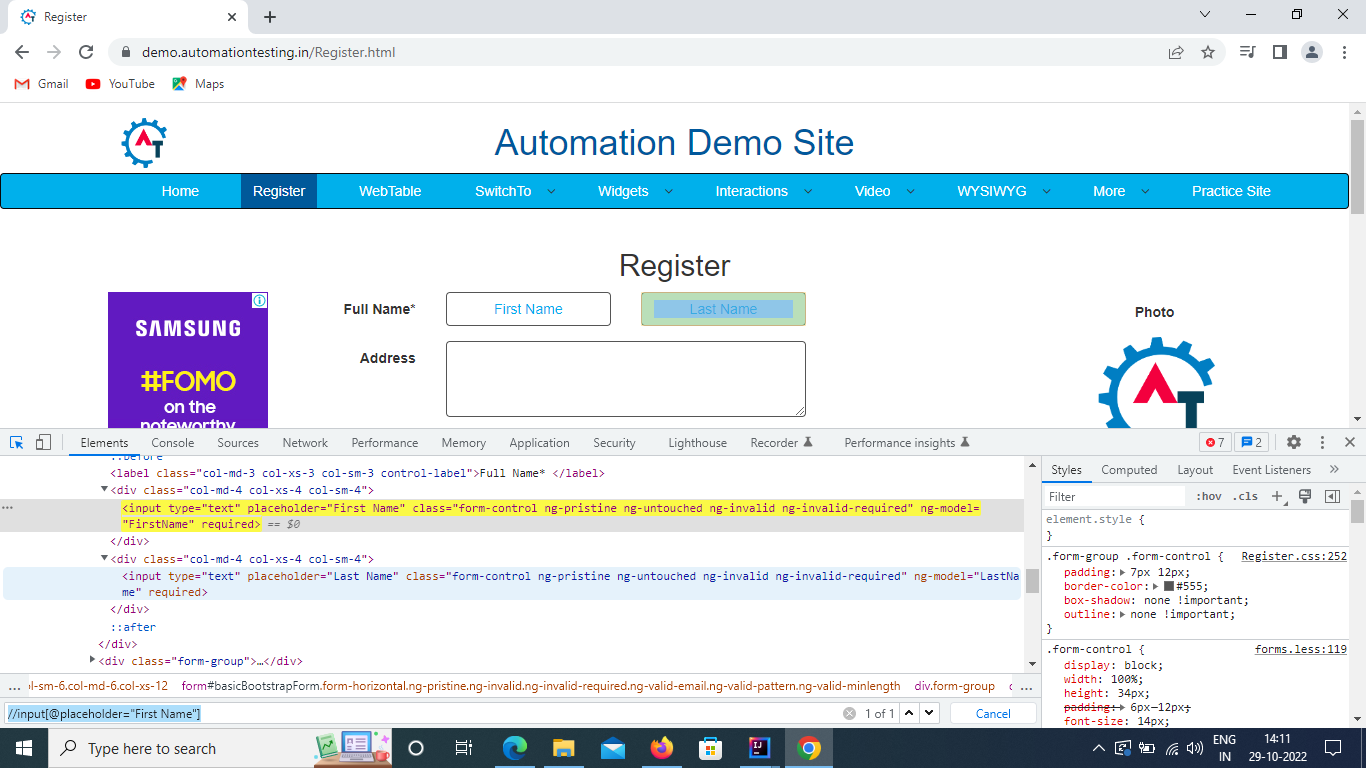 Register
demo.automationtesting.in/Register.html
Gmail YouTube Maps
AT
Automation Demo Site
Home Register WebTable SwitchTo Widgets Interactions Video WYSIWYG More Practice Site
Register
SAMSUNG
#FOMO
on the
noteworthy
Full Name* First Name Last Name
Address
Photo
AT
Elements Console Sources Network Performance Memory Application Security Lighthouse Recorder Performance insights 7 2
::before
<label class="col-md-3 col-xs-3 col-sm-3 control-label">Full Name* </label>
<div class="col-md-4 col-xs-4 col-sm-4">
... <input type="text" placeholder="First Name" class="form-control ng-pristine ng-untouched ng-invalid ng-invalid-required" ng-model=
"FirstName" required> == $0
</div>
<div class="col-md-4 col-xs-4 col-sm-4">
<input type="text" placeholder="Last Name" class="form-control ng-pristine ng-untouched ng-invalid ng-invalid-required" ng-model="LastNa
me" required>
</div>
::after
</div>
<div class="form-group">…</div>
... l-sm-6.col-md-6.col-xs-12 form#basicBootstrapForm.form-horizontal.ng-pristine.ng-invalid.ng-invalid-required.ng-valid-email.ng-valid-pattern.ng-valid-minlength div.form-group ...
//input[@placeholder="First Name"] 1 of 1 Cancel
Styles Computed Layout Event Listeners »
Filter :hov .cls +
element.style {
}
.form-group .form-control { Register.css:252
padding: 7px 12px;
border-color: #555;
box-shadow: none !important;
outline: none !important;
}
.form-control { forms.less:119
display: block;
width: 100%;
height: 34px;
padding: 6px 12px;
font-size: 14px;
Type here to search
ENG
IN
14:11
29-10-2022